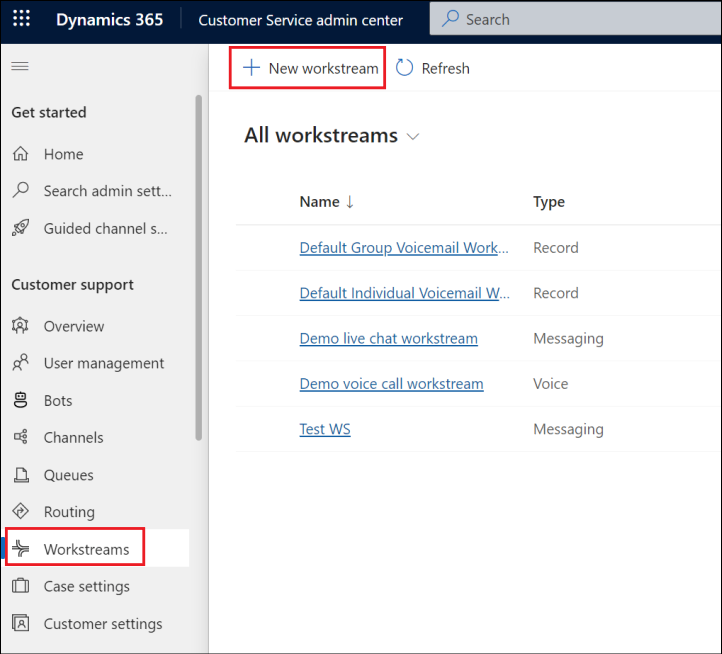 Dynamics 365
Customer Service admin center
Search
New workstream
Refresh
Get started
Home
Search admin sett...
Guided channel s...
Customer support
Overview
User management
Bots
Channels
Queues
Routing
Workstreams
Case settings
Customer settings
All workstreams
Name ↓ Type
Default Group Voicemail Work... Record
Default Individual Voicemail W... Record
Demo live chat workstream Messaging
Demo voice call workstream Voice
Test WS Messaging